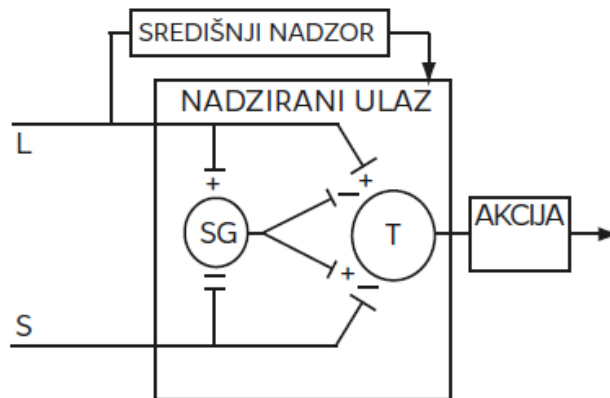 SREDIŠNJI NADZOR
NADZIRANI ULAZ
L
+
+
–
SG
T
AKCIJA
–
+
–
S